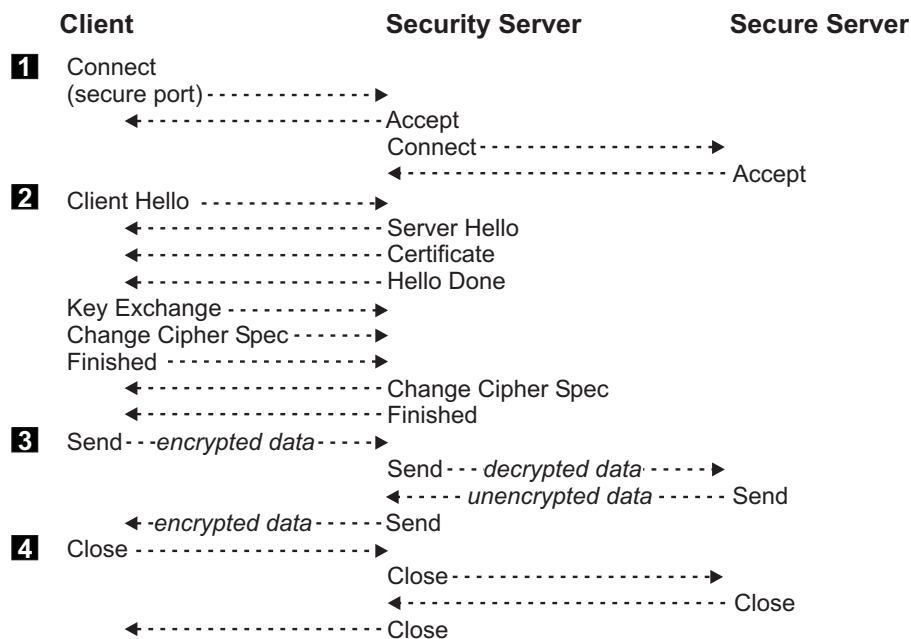 Client Security Server Secure Server
1 Connect
(secure port)
Accept
Connect
Accept
2 Client Hello
Server Hello
Certificate
Hello Done
Key Exchange
Change Cipher Spec
Finished
Change Cipher Spec
Finished
3 Send encrypted data
Send decrypted data
unencrypted data Send
encrypted data Send
4 Close
Close
Close
Close